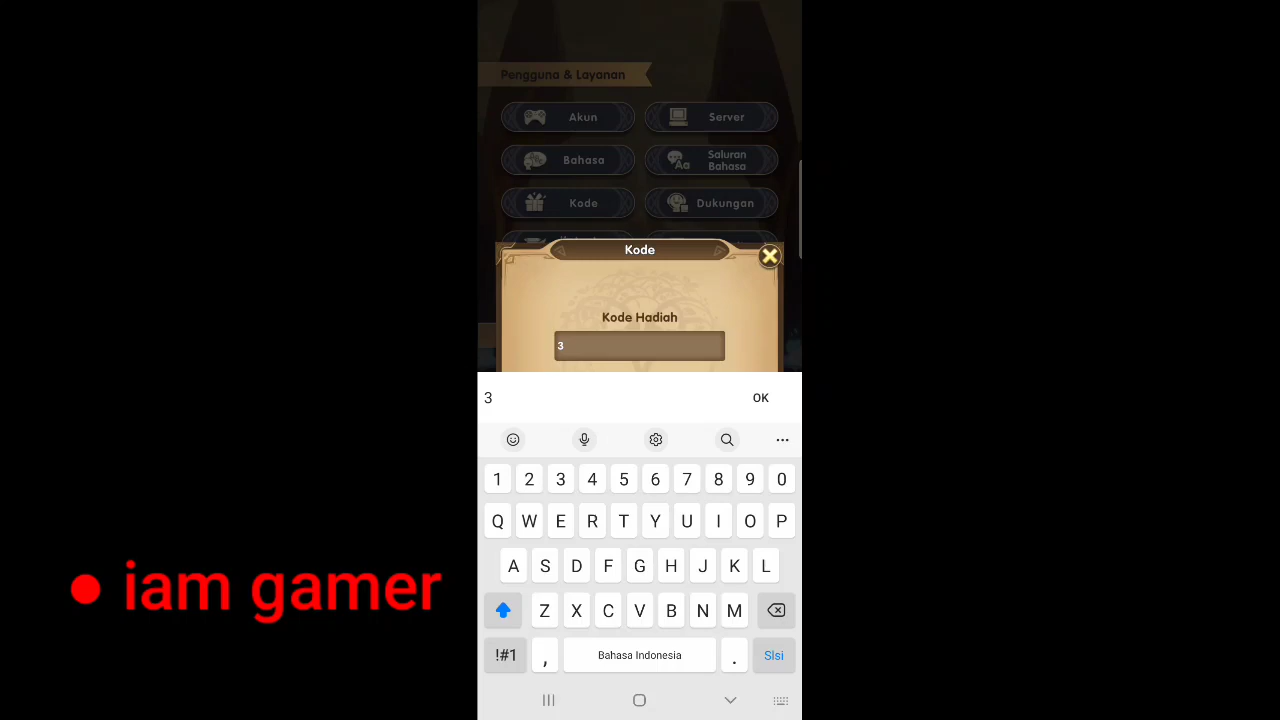 Pengguna & Layanan
Akun
Server
Bahasa
Saluran
Bahasa
Kode
Dukungan
Kode
Kode Hadiah
3
3
OK
1 2 3 4 5 6 7 8 9 0
Q W E R T Y U I O P
A S D F G H J K L
Z X C V B N M
!#1 , Bahasa Indonesia . Slsi
• iam gamer